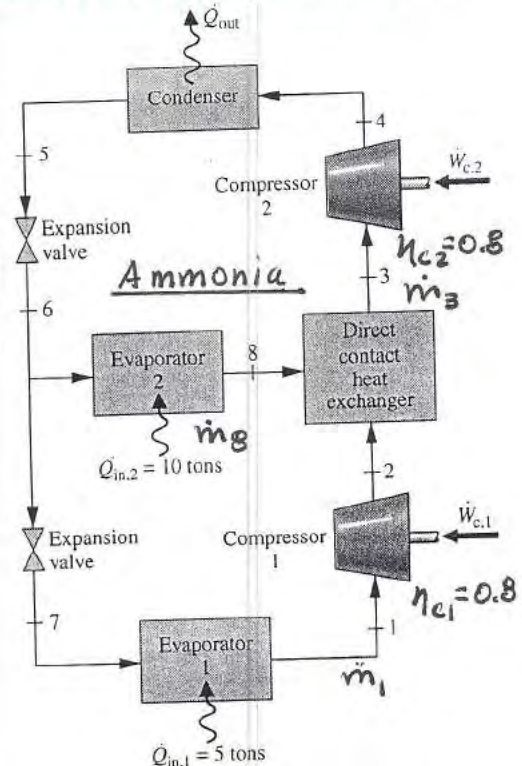 Q̇out
Condenser
4
5
Ẇc,2
Compressor
2
Expansion
valve
ηc2=0.8
Ammonia
3
ṁ3
6
Direct
contact
heat
exchanger
Evaporator
2
8
ṁ8
Q̇in,2 = 10 tons
2
Expansion
valve
Compressor
1
Ẇc,1
ηc1=0.8
7
1
Evaporator
1
ṁ1
Q̇in,1 = 5 tons